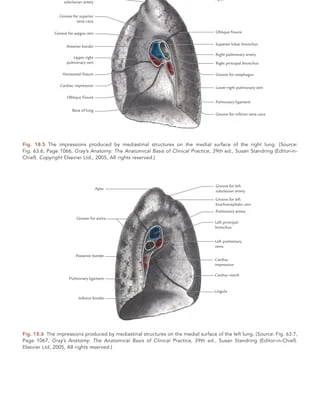 subclavian artery
Groove for superior
vena cava
Groove for azygos vein
Anterior border
Upper right
pulmonary vein
Horizontal fissure
Cardiac impression
Oblique fissure
Base of lung
Oblique fissure
Superior lobar bronchus
Right pulmonary artery
Right principal bronchus
Groove for esophagus
Lower right pulmonary vein
Pulmonary ligament
Groove for inferior vena cava
Fig. 18.5 The impressions produced by mediastinal structures on the medial surface of the right lung. (Source:
Fig. 63.6, Page 1066, Gray's Anatomy: The Anatomical Basis of Clinical Practice, 39th ed., Susan Standring (Editor-in-
Chief). Copyright Elsevier Ltd., 2005, All rights reserved.)
Apex
Groove for aorta
Posterior border
Pulmonary ligament
Inferior border
Groove for left
subclavian artery
Groove for left
brachiocephalic vein
Pulmonary artery
Left principal
bronchus
Left pulmonary
veins
Cardiac
impression
Cardiac notch
Lingula
Fig. 18.6 The impressions produced by mediastinal structures on the medial surface of the left lung. (Source: Fig. 63.7,
Page 1067, Gray's Anatomy: The Anatomical Basis of Clinical Practice, 39th ed., Susan Standring (Editor-in-Chief).
Elsevier Ltd, 2005, All rights reserved.)